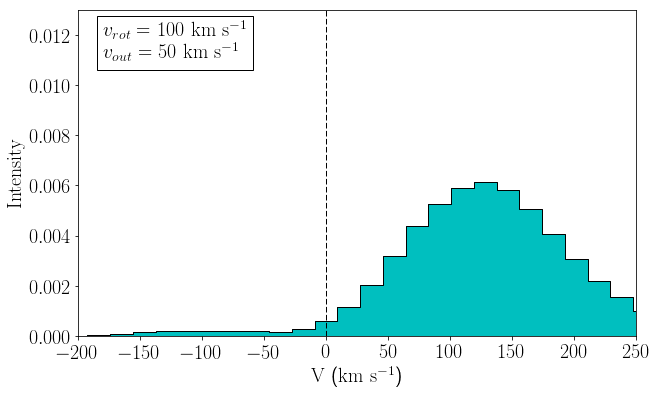 v_rot = 100 km s⁻¹
v_out = 50 km s⁻¹
0.012
0.010
0.008
0.006
0.004
0.002
0.000
Intensity
−200 −150 −100 −50 0 50 100 150 200 250
V (km s⁻¹)